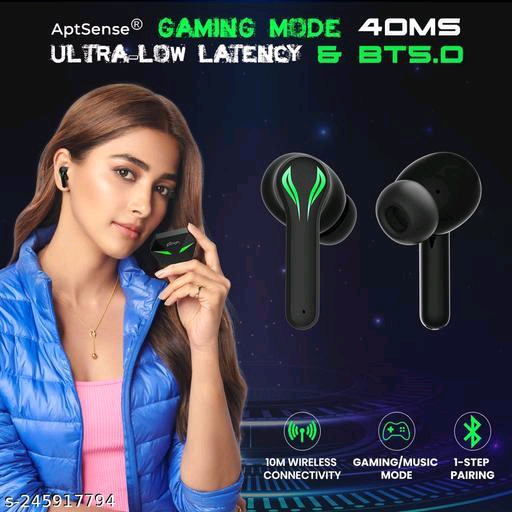 AptSense® GAMING MODE 40MS
ULTRA-LOW LATENCY & BT5.0
pTron
10M WIRELESS
CONNECTIVITY
GAMING/MUSIC
MODE
1-STEP
PAIRING
s-245917794